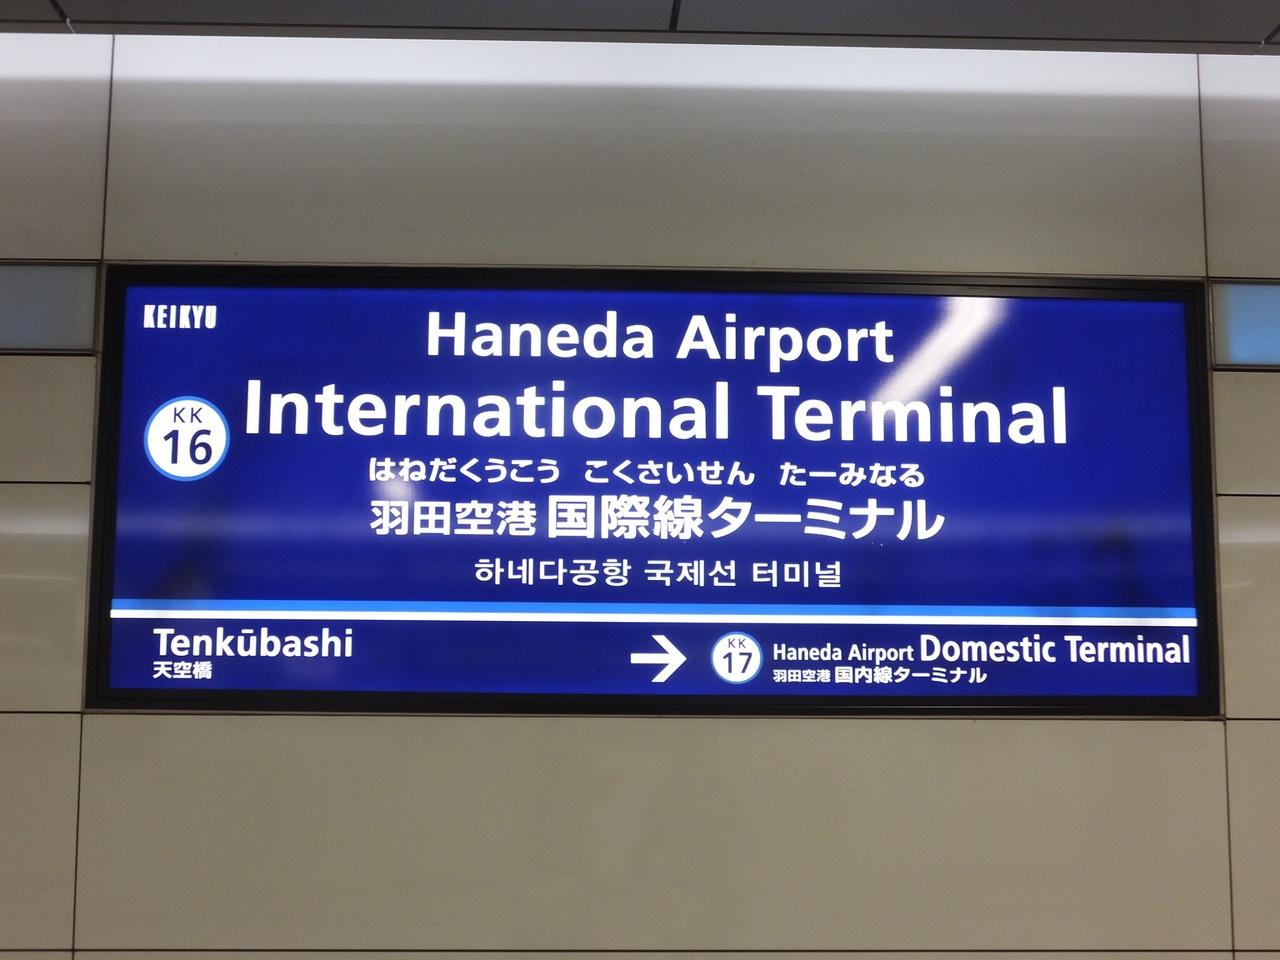 KEIKYU
Haneda Airport
International Terminal
KK
16
はねだくうこう こくさいせん たーみなる
羽田空港 国際線ターミナル
하네다공항 국제선 터미널
Tenkūbashi
天空橋
→
KK
17
Haneda Airport Domestic Terminal
羽田空港 国内線ターミナル